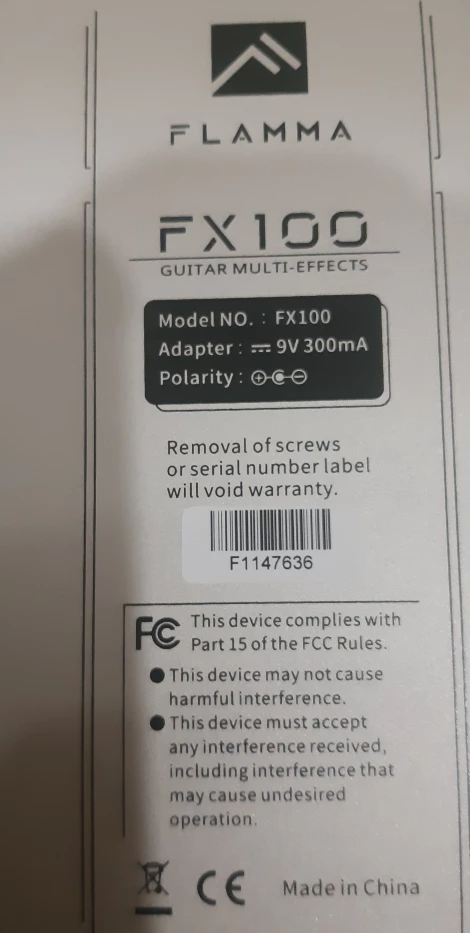 FLAMMA
FX100
GUITAR MULTI-EFFECTS
Model NO. : FX100
Adapter : ⎓ 9V 300mA
Polarity :
Removal of screws
or serial number label
will void warranty.
F1147636
FC This device complies with
Part 15 of the FCC Rules.
● This device may not cause
harmful interference.
● This device must accept
any interference received,
including interference that
may cause undesired
operation.
CE Made in China